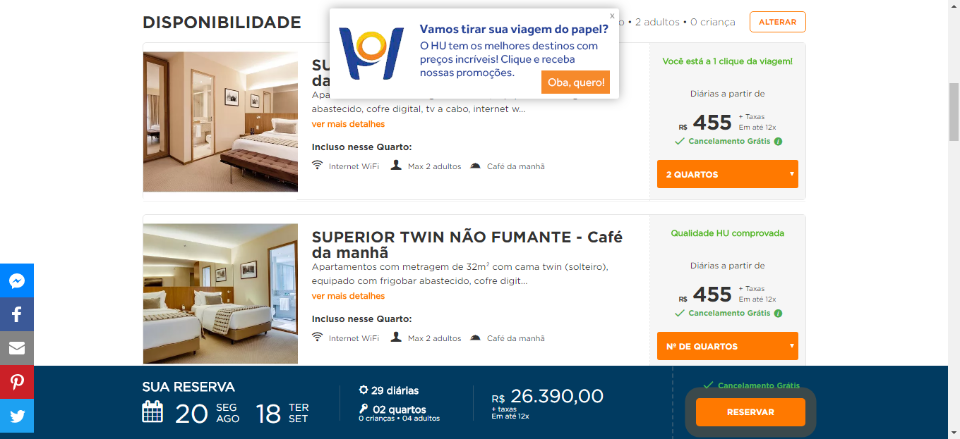 DISPONIBILIDADE
• 2 adultos • 0 criança
ALTERAR
x
Vamos tirar sua viagem do papel?
O HU tem os melhores destinos com
preços incríveis! Clique e receba
nossas promoções.
Oba, quero!
abastecido, cofre digital, tv a cabo, internet w...
ver mais detalhes
Incluso nesse Quarto:
Internet WiFi
Max 2 adultos
Café da manhã
Você está a 1 clique da viagem!
Diárias a partir de
R$ 455 + Taxas
Em até 12x
Cancelamento Grátis i
2 QUARTOS
SUPERIOR TWIN NÃO FUMANTE - Café
da manhã
Apartamentos com metragem de 32m² com cama twin (solteiro),
equipado com frigobar abastecido, cofre digit...
ver mais detalhes
Incluso nesse Quarto:
Internet WiFi
Max 2 adultos
Café da manhã
Qualidade HU comprovada
Diárias a partir de
R$ 455 + Taxas
Em até 12x
Cancelamento Grátis i
Nº DE QUARTOS
SUA RESERVA
20 SEG AGO
18 TER SET
29 diárias
02 quartos
0 crianças • 04 adultos
R$ 26.390,00
+ taxas
Em até 12x
Cancelamento Grátis
RESERVAR